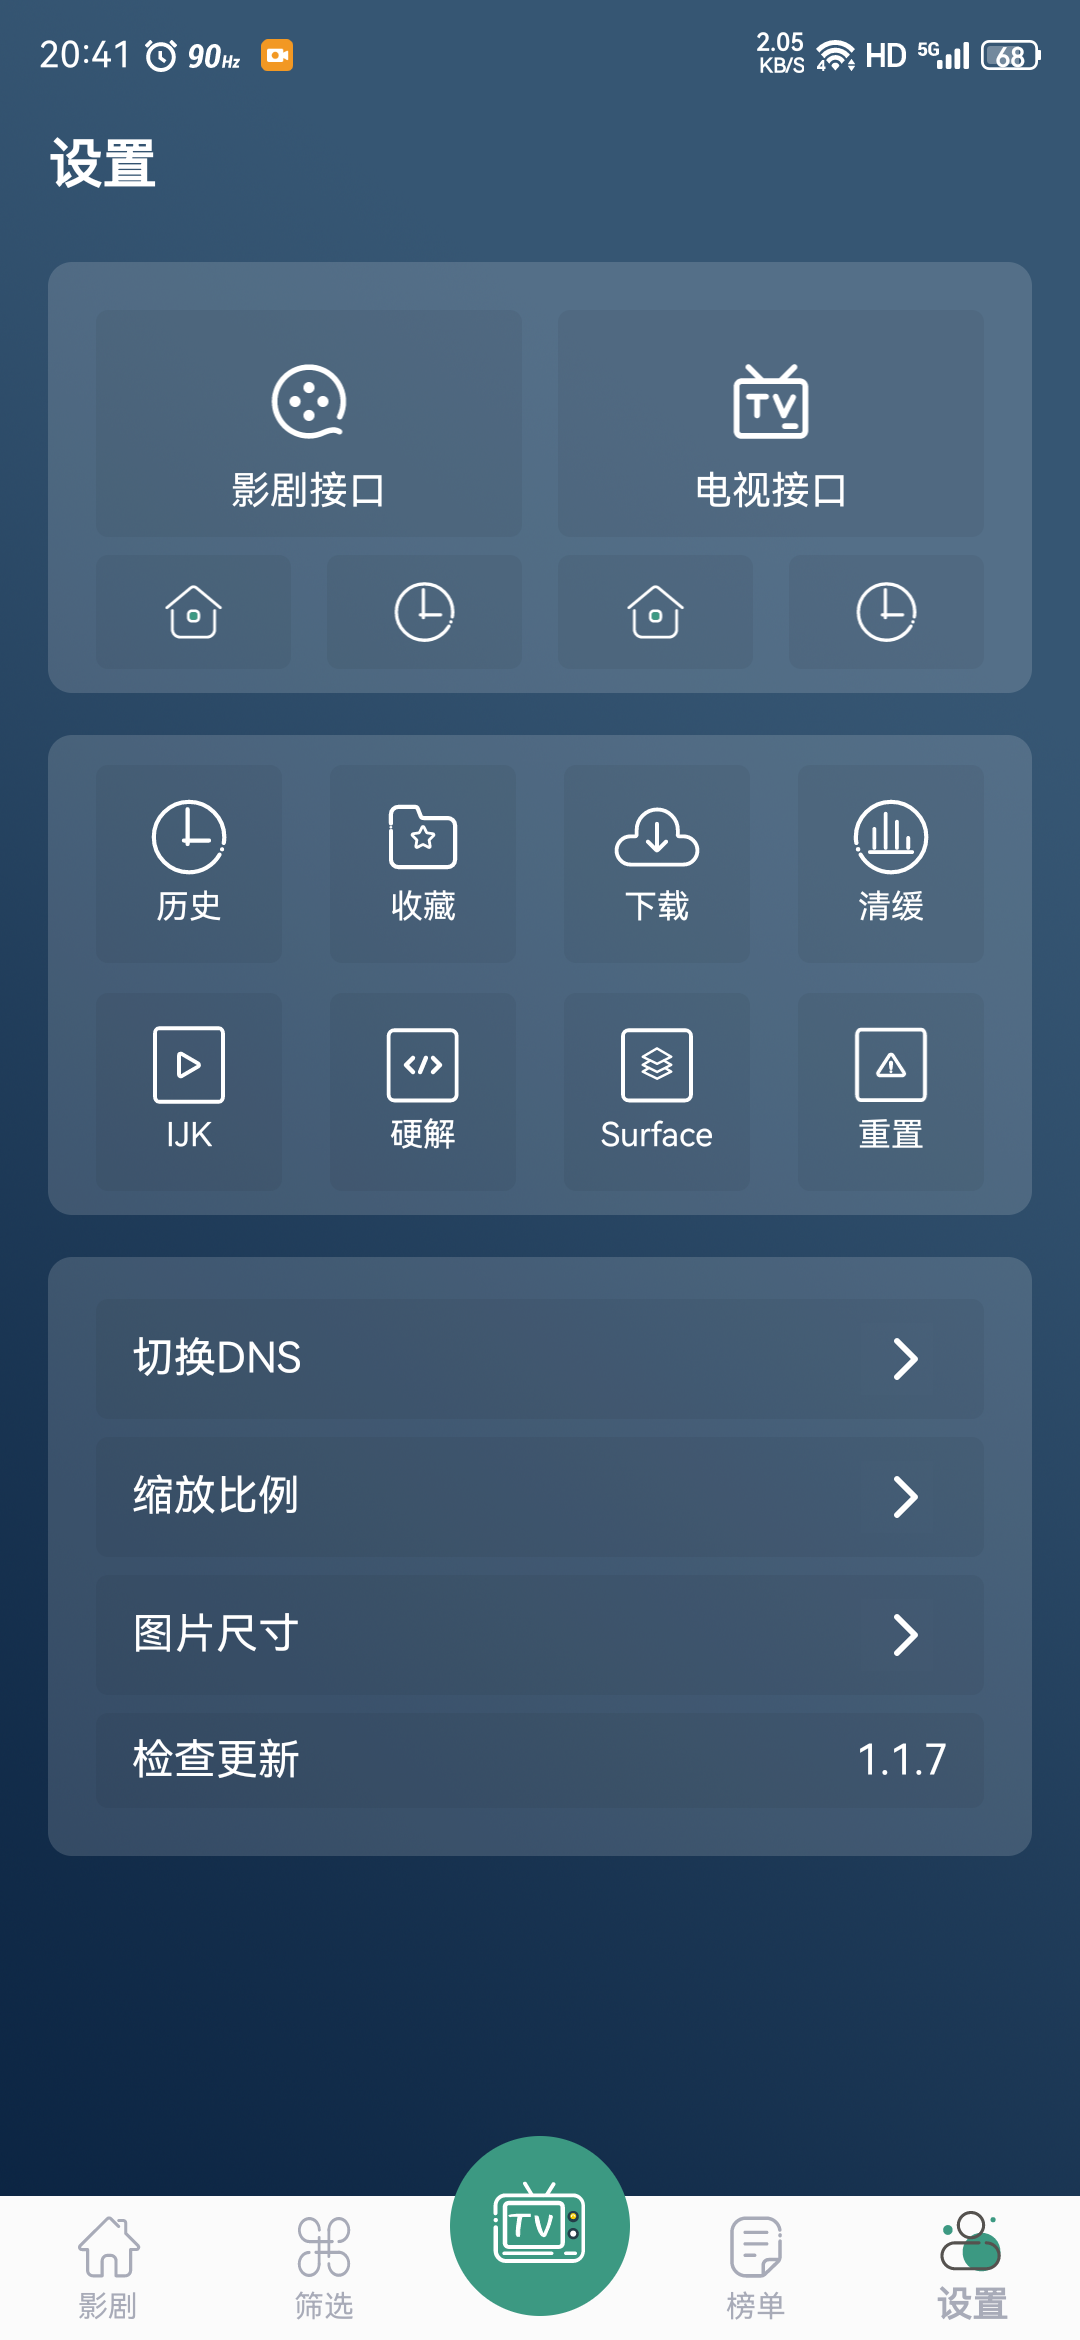 20:41 90Hz 2.05 KB/S 4 HD 5G 68
设置
影剧接口 电视接口
历史 收藏 下载 清缓
IJK 硬解 Surface 重置
切换DNS
缩放比例
图片尺寸
检查更新 1.1.7
影剧 筛选 TV 榜单 设置